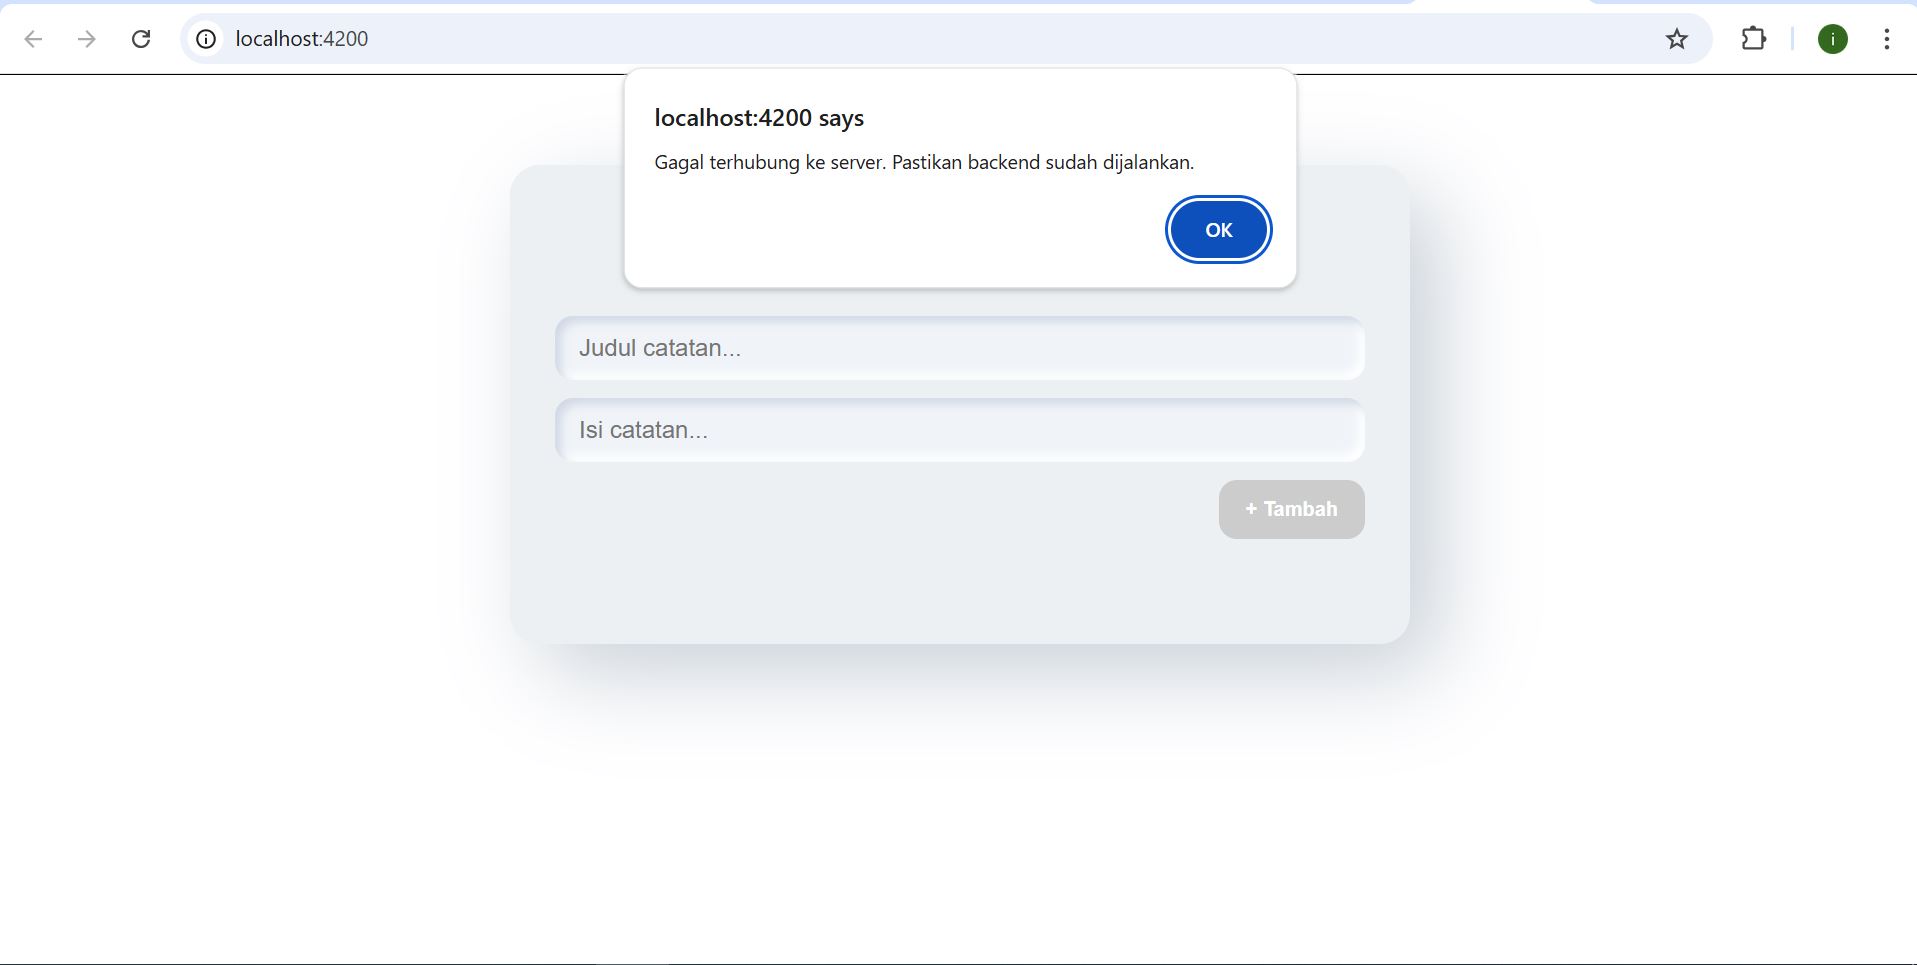 localhost:4200
i
localhost:4200 says
Gagal terhubung ke server. Pastikan backend sudah dijalankan.
OK
Judul catatan...
Isi catatan...
+ Tambah